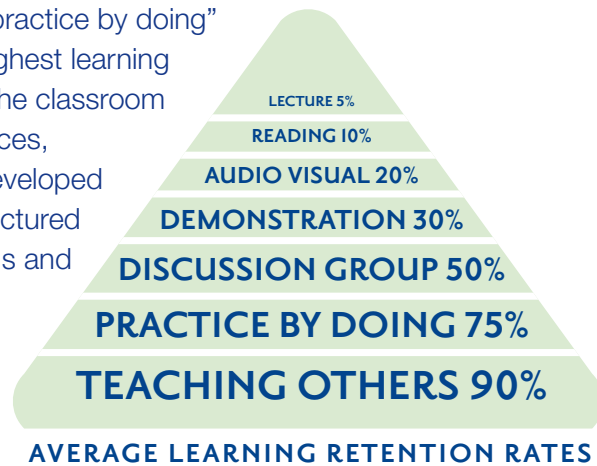 practice by doing”
ghest learning
he classroom
ces,
eveloped
ctured
s and
LECTURE 5%
READING 10%
AUDIO VISUAL 20%
DEMONSTRATION 30%
DISCUSSION GROUP 50%
PRACTICE BY DOING 75%
TEACHING OTHERS 90%
AVERAGE LEARNING RETENTION RATES